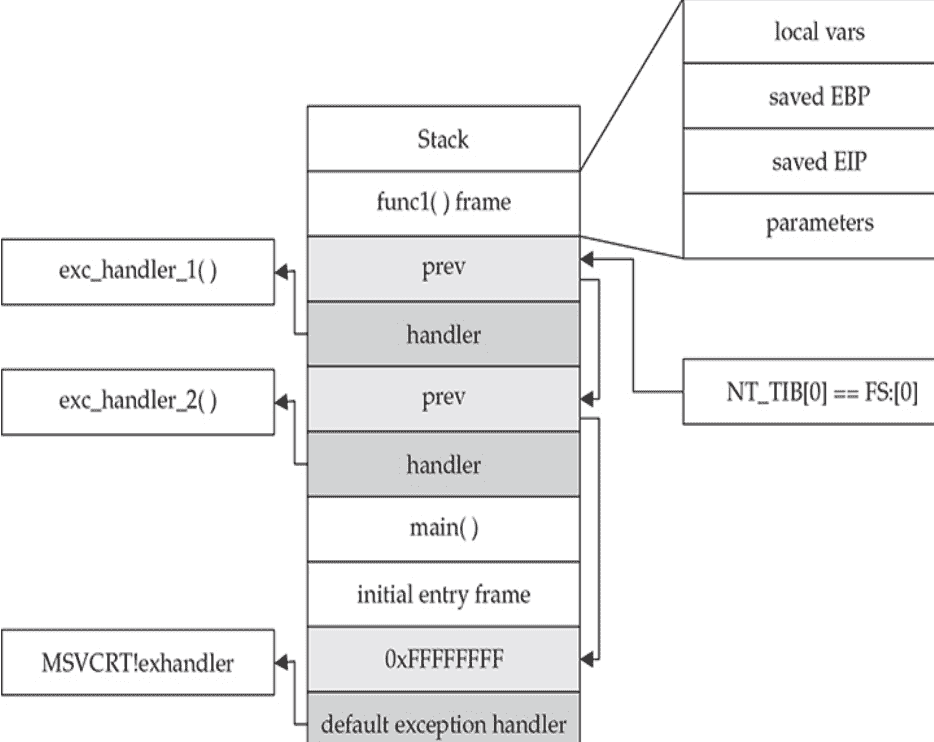 local vars
saved EBP
saved EIP
parameters
Stack
func1( ) frame
prev
handler
prev
handler
main( )
initial entry frame
0xFFFFFFFF
default exception handler
exc_handler_1( )
exc_handler_2( )
MSVCRT!exhandler
NT_TIB[0] == FS:[0]